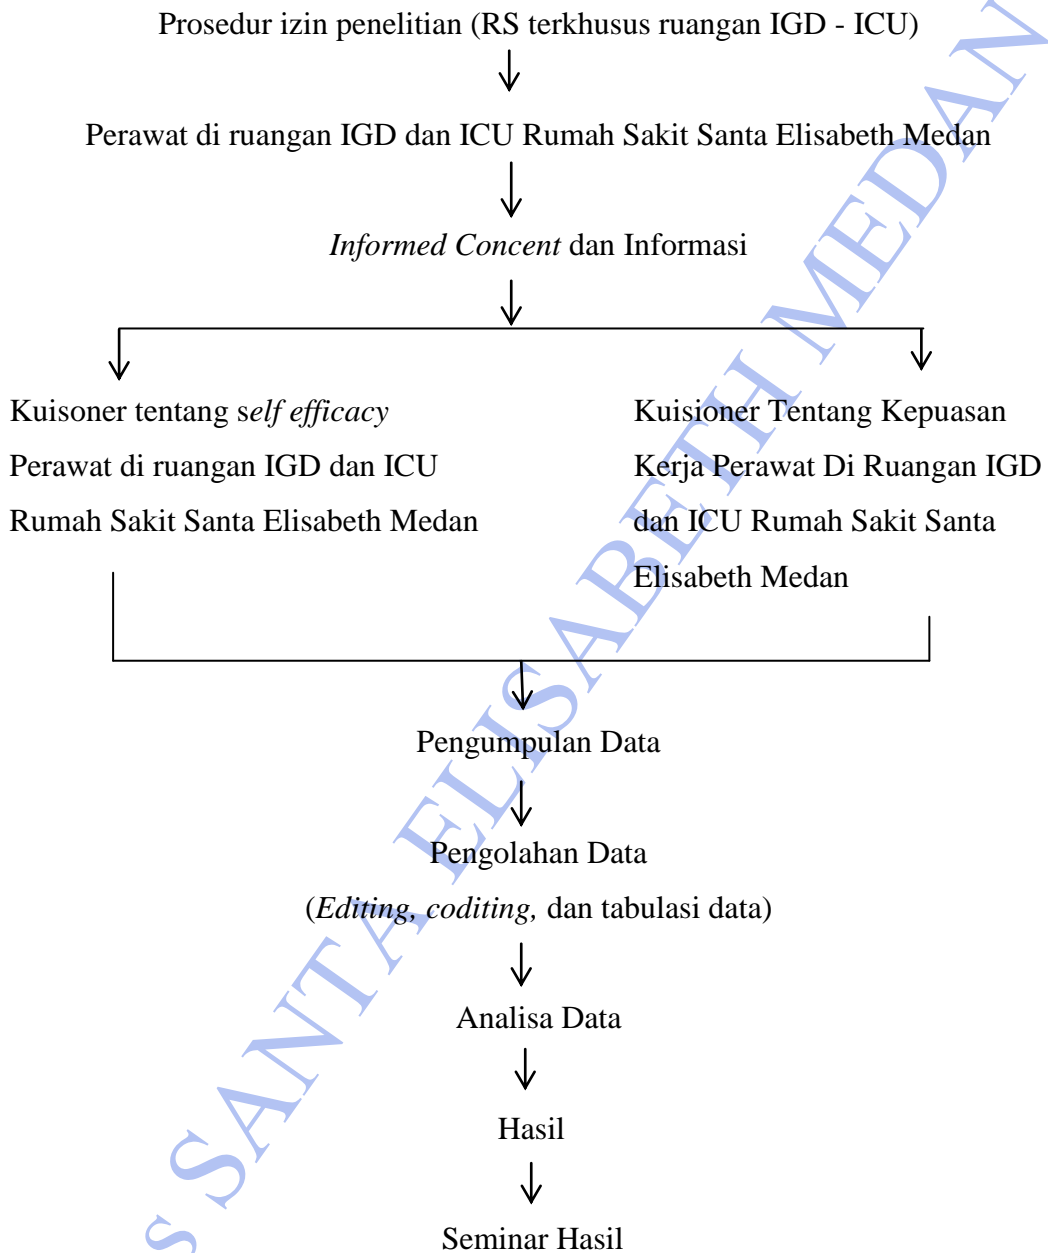 Prosedur izin penelitian (RS terkhusus ruangan IGD - ICU)
Perawat di ruangan IGD dan ICU Rumah Sakit Santa Elisabeth Medan
Informed Concent dan Informasi
Kuisoner tentang self efficacy
Perawat di ruangan IGD dan ICU
Rumah Sakit Santa Elisabeth Medan
Kuisioner Tentang Kepuasan
Kerja Perawat Di Ruangan IGD
dan ICU Rumah Sakit Santa
Elisabeth Medan
Pengumpulan Data
Pengolahan Data
(Editing, coditing, dan tabulasi data)
Analisa Data
Hasil
Seminar Hasil
s SANTA ELISABETH MEDAN